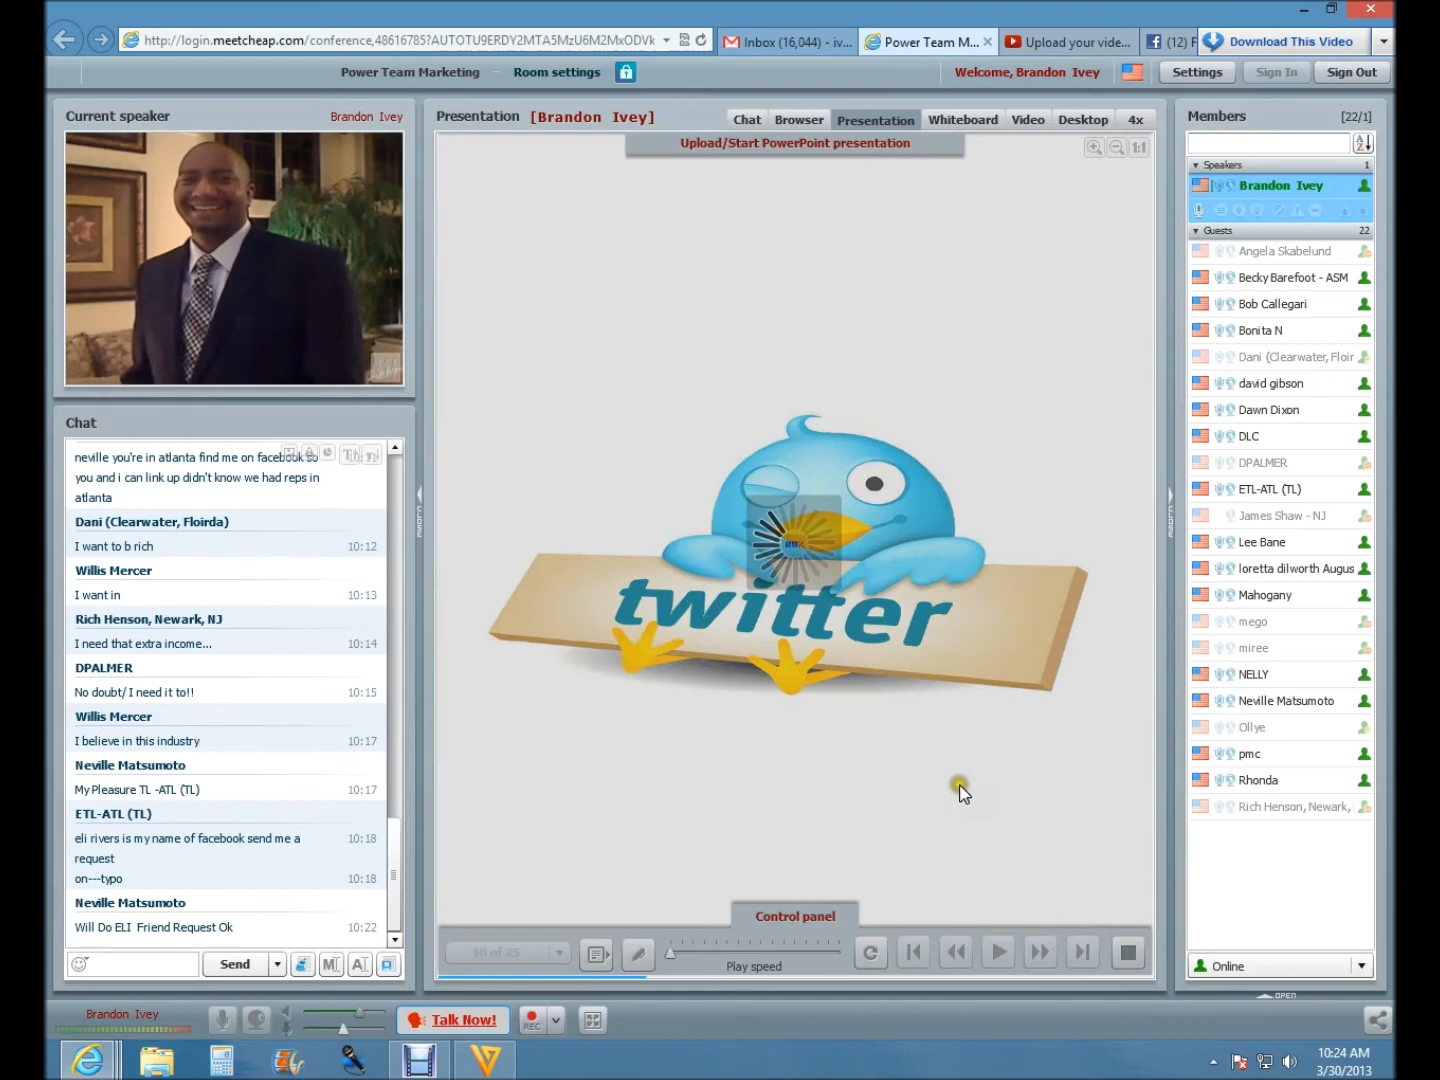 http://login.meetcheap.com/conference,48616785?AUTOTU9ERDY2MTA5MzU6M2MxODVk
Inbox (16,044) - iv...
Power Team M...
Upload your vide...
(12) F
Download This Video
Power Team Marketing
Room settings
Welcome, Brandon Ivey
Settings
Sign In
Sign Out
Current speaker
Brandon Ivey
Presentation [Brandon Ivey]
Chat
Browser
Presentation
Whiteboard
Video
Desktop
4x
Upload/Start PowerPoint presentation
1:1
Members
[22/1]
Speakers
1
Brandon Ivey
Guests
22
Angela Skabelund
Becky Barefoot - ASM
Bob Callegari
Bonita N
Dani (Clearwater, Floir
david gibson
Dawn Dixon
DLC
DPALMER
ETL-ATL (TL)
James Shaw - NJ
Lee Bane
loretta dilworth Augus
Mahogany
mego
miree
NELLY
Neville Matsumoto
Ollye
pmc
Rhonda
Rich Henson, Newark,
Online
OPEN
Chat
neville you're in atlanta find me on facebook so
you and i can link up didn't know we had reps in
atlanta
Dani (Clearwater, Floirda)
I want to b rich 10:12
Willis Mercer
I want in 10:13
Rich Henson, Newark, NJ
I need that extra income... 10:14
DPALMER
No doubt/ I need it to!! 10:15
Willis Mercer
I believe in this industry 10:17
Neville Matsumoto
My Pleasure TL -ATL (TL) 10:17
ETL-ATL (TL)
eli rivers is my name of facebook send me a 10:18
request
on---typo 10:18
Neville Matsumoto
Will Do ELI Friend Request Ok 10:22
Send
twitter
Control panel
10 of 25
Play speed
Brandon Ivey
Talk Now!
REC
10:24 AM
3/30/2013